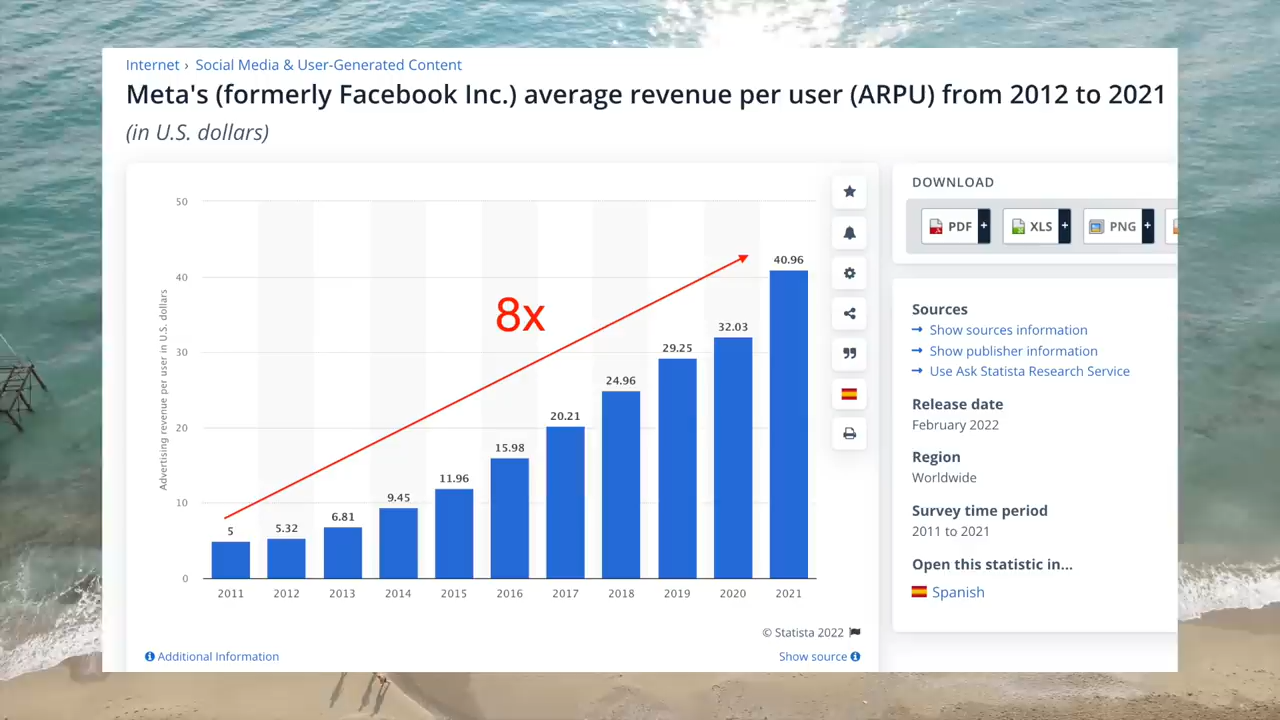 Internet › Social Media & User-Generated Content
Meta's (formerly Facebook Inc.) average revenue per user (ARPU) from 2012 to 2021
(in U.S. dollars)
Advertising revenue per user in U.S. dollars
50
40
30
20
10
0
8x
5
5.32
6.81
9.45
11.96
15.98
20.21
24.96
29.25
32.03
40.96
2011 2012 2013 2014 2015 2016 2017 2018 2019 2020 2021
© Statista 2022
Additional Information
Show source
DOWNLOAD
PDF +
XLS +
PNG +
Sources
Show sources information
Show publisher information
Use Ask Statista Research Service
Release date
February 2022
Region
Worldwide
Survey time period
2011 to 2021
Open this statistic in...
Spanish